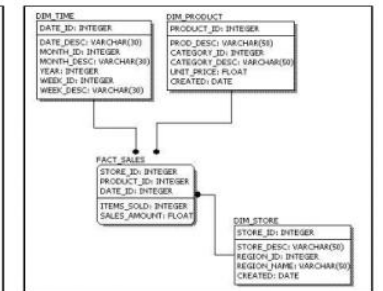 DIM_TIME
DATE_ID: INTEGER
DATE_DESC: VARCHAR(30)
MONTH_ID: INTEGER
MONTH_DESC: VARCHAR(30)
YEAR: INTEGER
WEEK_ID: INTEGER
WEEK_DESC: VARCHAR(30)
DIM_PRODUCT
PRODUCT_ID: INTEGER
PROD_DESC: VARCHAR(50)
CATEGORY_ID: INTEGER
CATEGORY_DESC: VARCHAR(50)
UNIT_PRICE: FLOAT
CREATED: DATE
FACT_SALES
STORE_ID: INTEGER
PRODUCT_ID: INTEGER
DATE_ID: INTEGER
ITEMS_SOLD: INTEGER
SALES_AMOUNT: FLOAT
DIM_STORE
STORE_ID: INTEGER
STORE_DESC: VARCHAR(50)
REGION_ID: INTEGER
REGION_NAME: VARCHAR(50)
CREATED: DATE